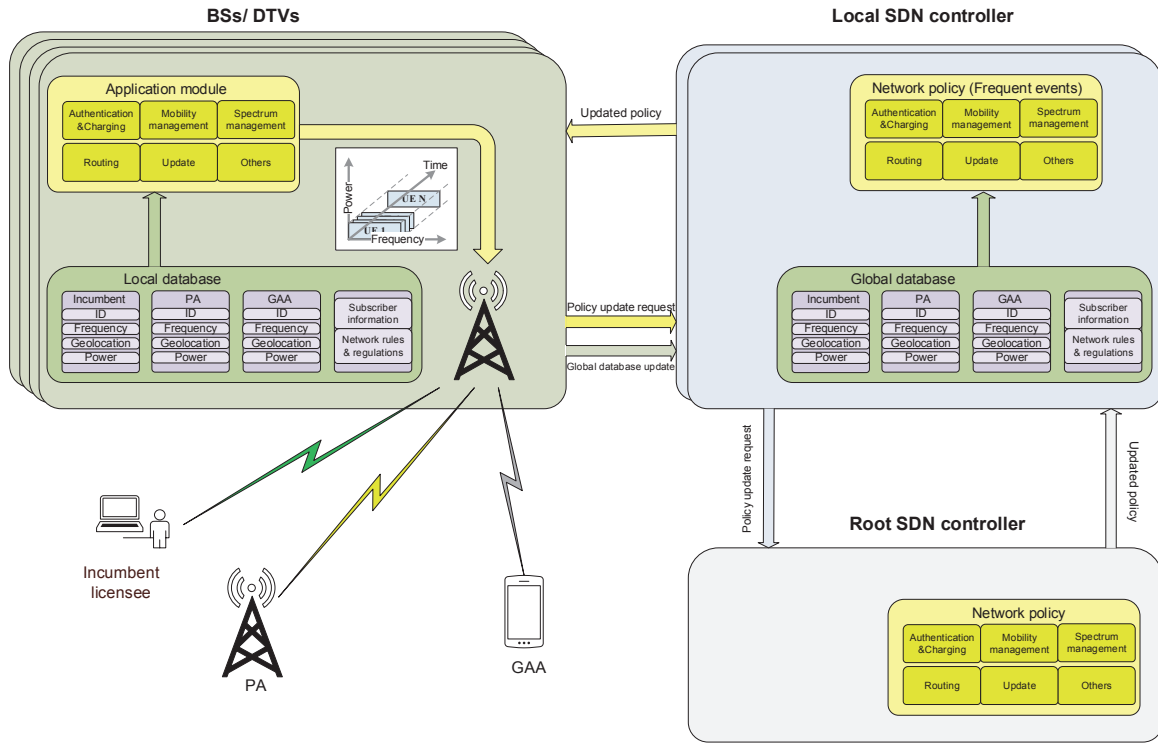 BSs/ DTVs
Application module
Authentication
&Charging
Mobility
management
Spectrum
management
Routing
Update
Others
Power
Time
UE N
UE 1
Frequency
Local database
Incumbent
ID
Frequency
Geolocation
Power
PA
ID
Frequency
Geolocation
Power
GAA
ID
Frequency
Geolocation
Power
Subscriber
information
Network rules
& regulations
Updated policy
Policy update request
Global database update
Local SDN controller
Network policy (Frequent events)
Authentication
&Charging
Mobility
management
Spectrum
management
Routing
Update
Others
Global database
Incumbent
ID
Frequency
Geolocation
Power
PA
ID
Frequency
Geolocation
Power
GAA
ID
Frequency
Geolocation
Power
Subscriber
information
Network rules
& regulations
Policy update request
Updated policy
Incumbent
licensee
PA
GAA
Root SDN controller
Network policy
Authentication
&Charging
Mobility
management
Spectrum
management
Routing
Update
Others